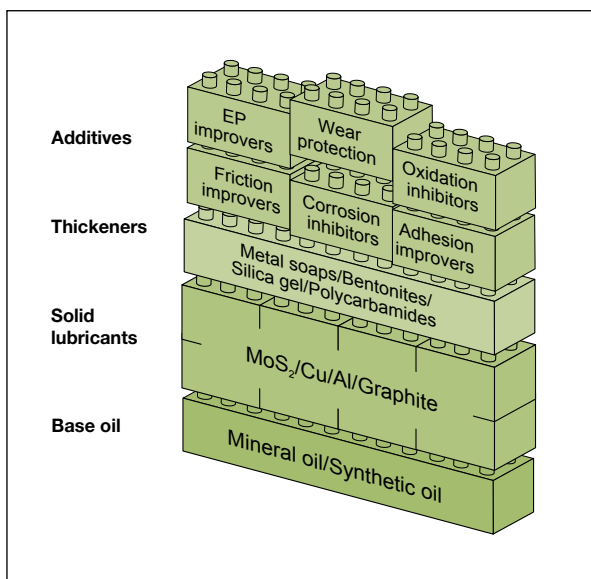 Additives
EP
improvers
Wear
protection
Oxidation
inhibitors
Friction
improvers
Corrosion
inhibitors
Adhesion
improvers
Thickeners
Metal soaps/Bentonites/
Silica gel/Polycarbamides
Solid
lubricants
MoS₂/Cu/Al/Graphite
Base oil
Mineral oil/Synthetic oil